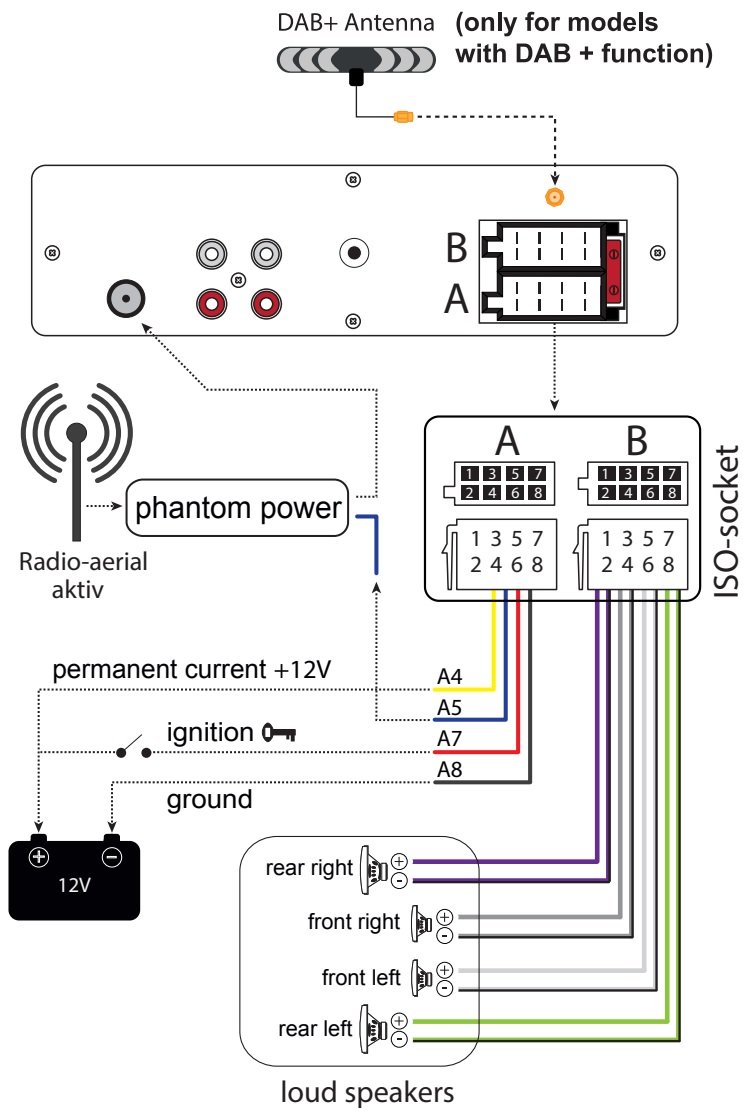 DAB+ Antenna (only for models
with DAB + function)
B
A
A B
1 3 5 7 1 3 5 7
2 4 6 8 2 4 6 8
1 3 5 7 1 3 5 7
2 4 6 8 2 4 6 8
ISO-socket
phantom power
Radio-aerial
aktiv
permanent current +12V
A4
A5
ignition
A7
A8
ground
+ -
12V
rear right + -
front right + -
front left + -
rear left + -
loud speakers